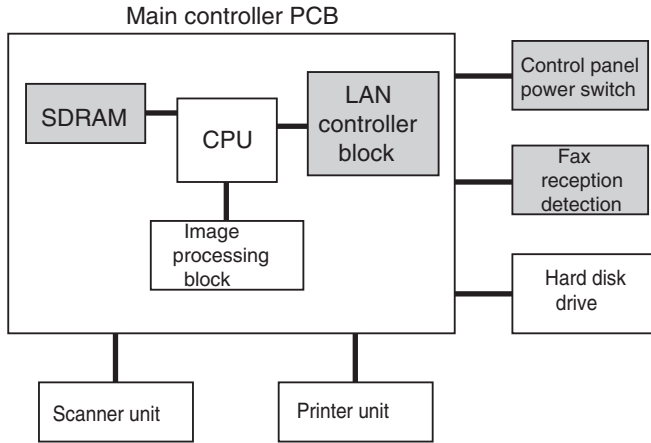 Main controller PCB
SDRAM
CPU
LAN
controller
block
Image
processing
block
Control panel
power switch
Fax
reception
detection
Hard disk
drive
Scanner unit
Printer unit